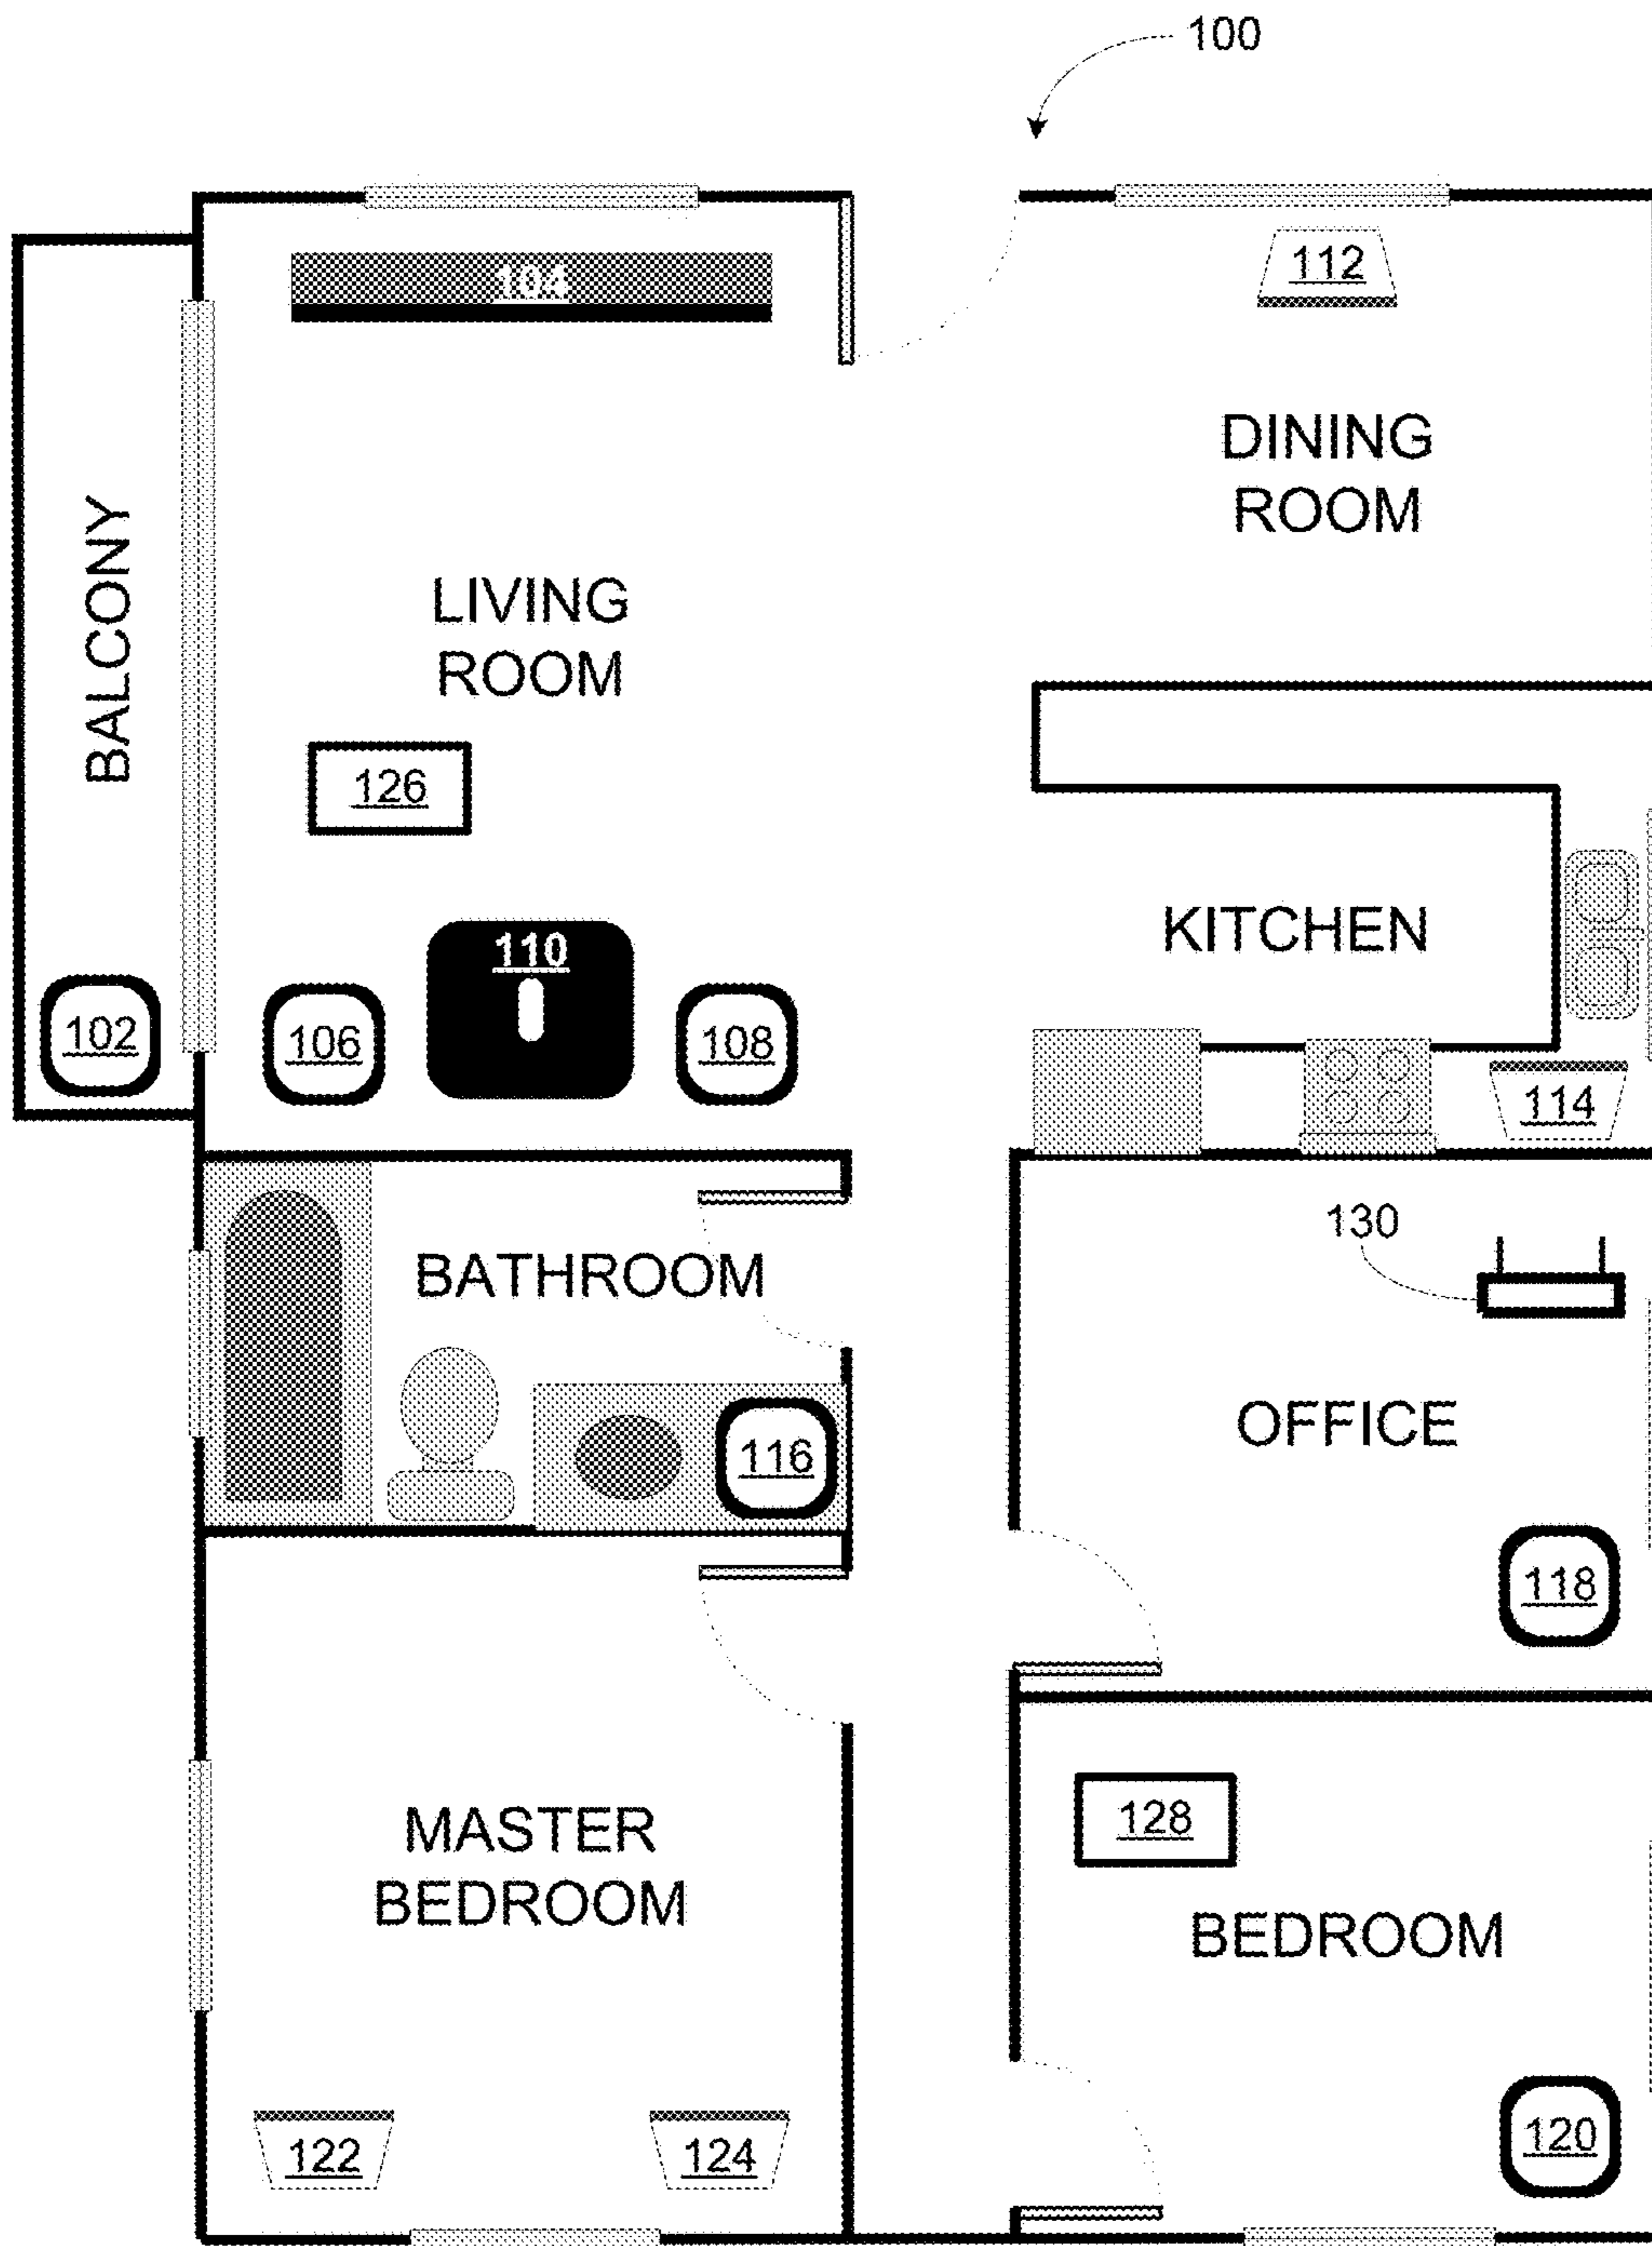 100
104
112
DINING
ROOM
BALCONY
LIVING
ROOM
126
KITCHEN
110
102
106
108
114
130
BATHROOM
OFFICE
116
118
128
MASTER
BEDROOM
BEDROOM
120
122
124